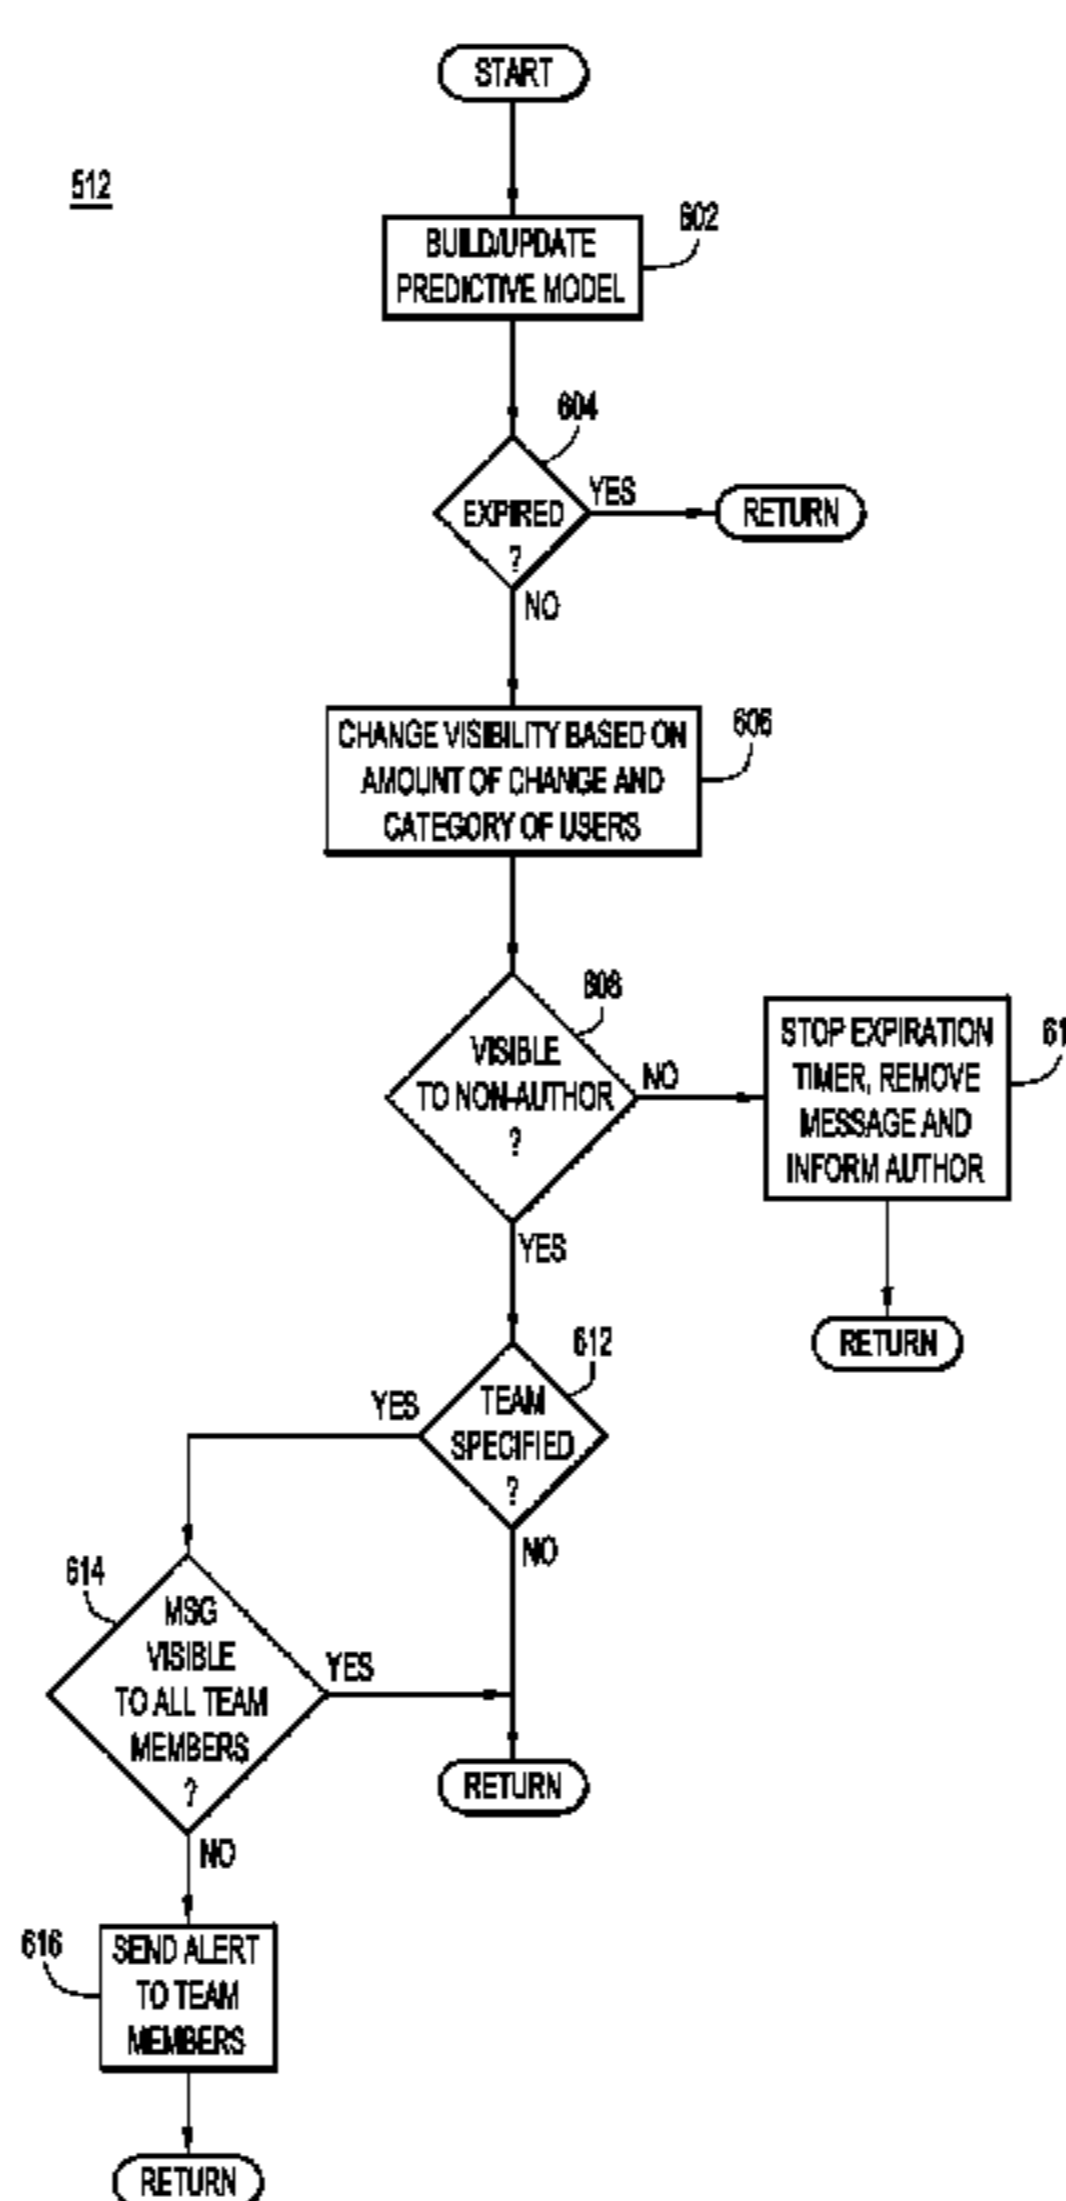 START
512
602
BUILD/UPDATE
PREDICTIVE MODEL
604
EXPIRED
?
YES
RETURN
NO
606
CHANGE VISIBILITY BASED ON
AMOUNT OF CHANGE AND
CATEGORY OF USERS
608
VISIBLE
TO NON-AUTHOR
?
NO
STOP EXPIRATION
TIMER, REMOVE
MESSAGE AND
INFORM AUTHOR
YES
RETURN
612
TEAM
SPECIFIED
?
YES
NO
614
MSG
VISIBLE
TO ALL TEAM
MEMBERS
?
YES
RETURN
NO
616
SEND ALERT
TO TEAM
MEMBERS
RETURN